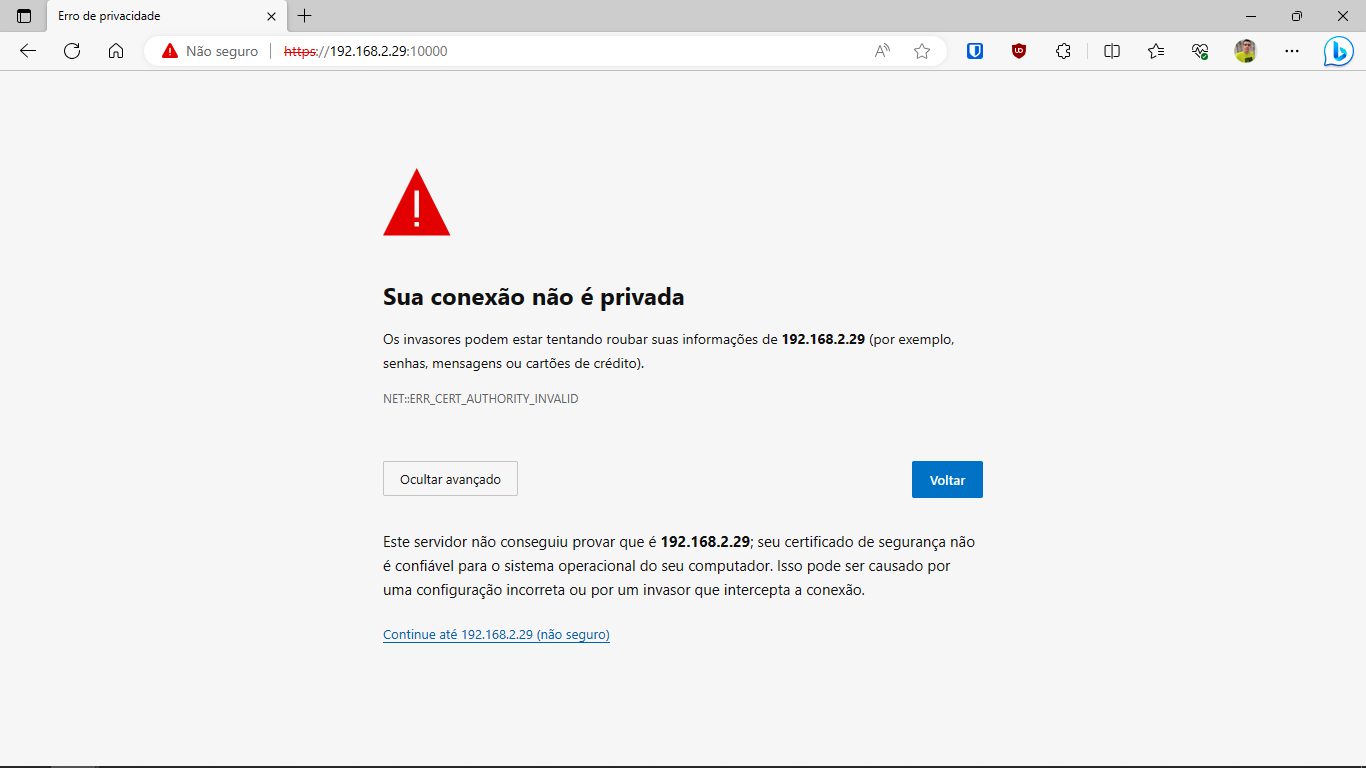 Erro de privacidade
Não seguro
https://192.168.2.29:10000
Sua conexão não é privada
Os invasores podem estar tentando roubar suas informações de 192.168.2.29 (por exemplo,
senhas, mensagens ou cartões de crédito).
NET::ERR_CERT_AUTHORITY_INVALID
Ocultar avançado
Voltar
Este servidor não conseguiu provar que é 192.168.2.29; seu certificado de segurança não
é confiável para o sistema operacional do seu computador. Isso pode ser causado por
uma configuração incorreta ou por um invasor que intercepta a conexão.
Continue até 192.168.2.29 (não seguro)